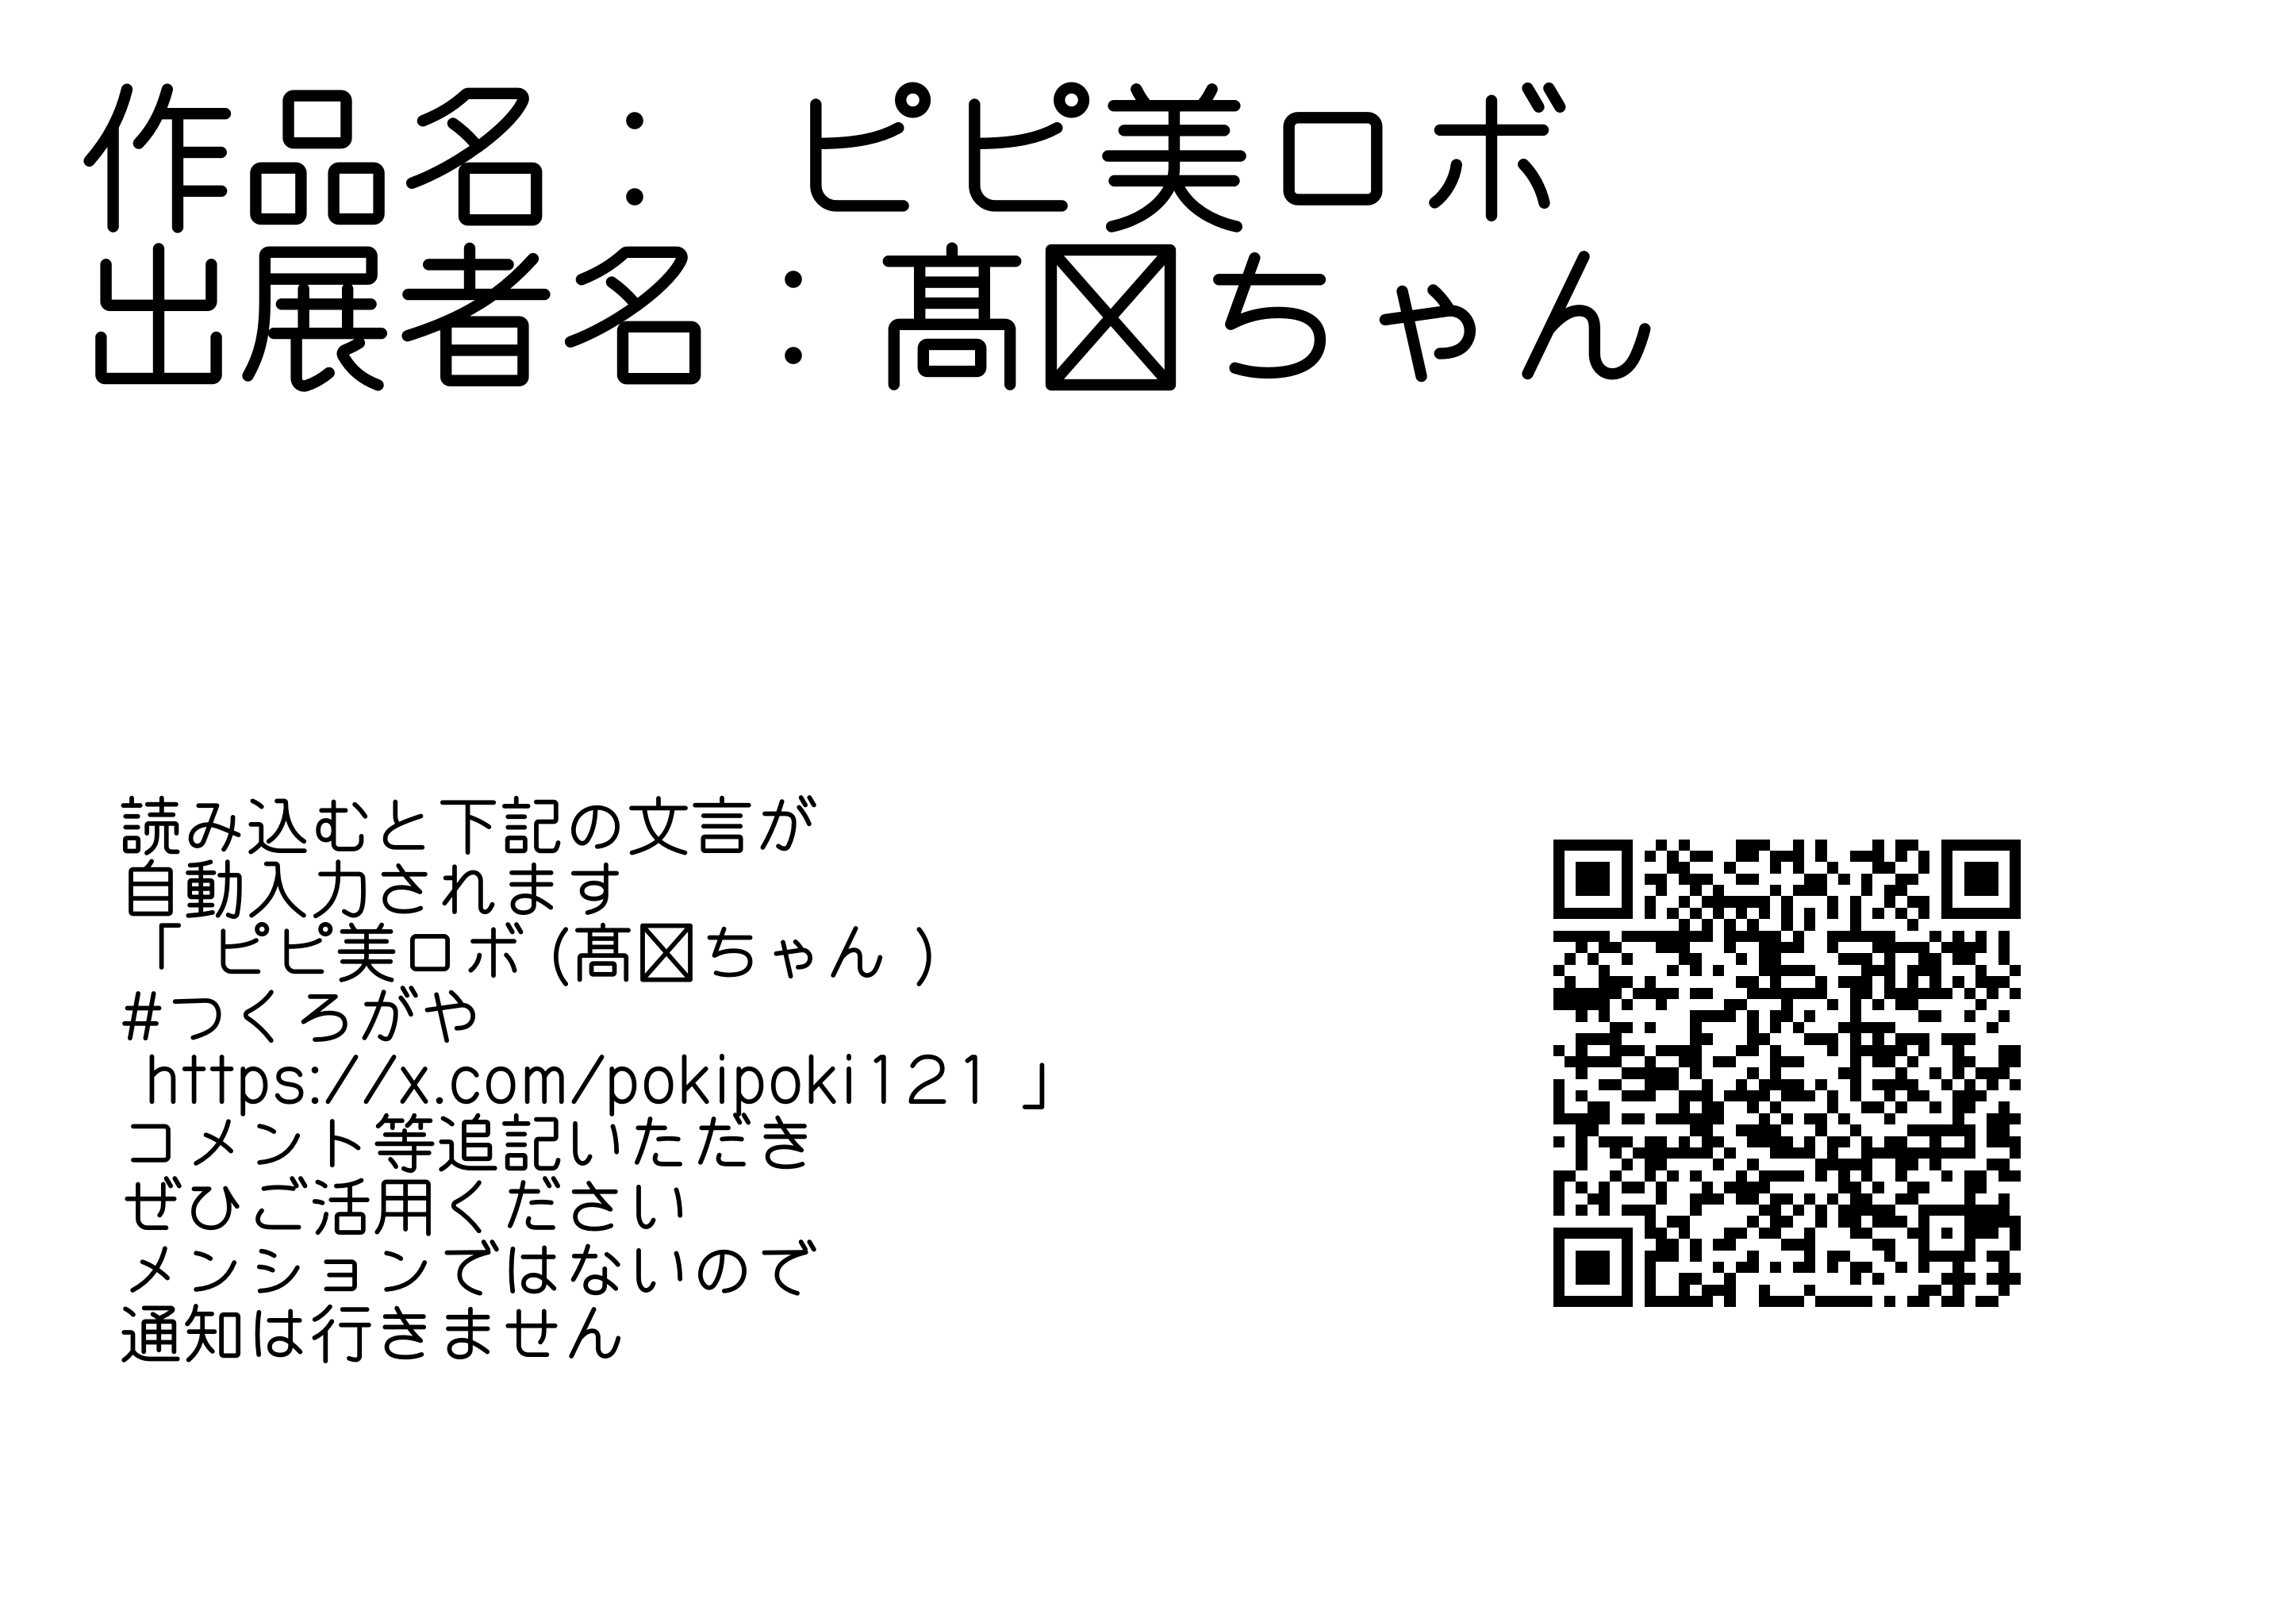 作品名： ピピ美ロボ
出展者名：髙〿ちゃん
読み込むと下記の文言が
自動入力されます
「ピピ美ロボ(髙〿ちゃん )
#つくろがや
https://x.com/pokipoki121 」
コメント等追記いただき
ぜひご活用ください
メンションではないので
通知は行きません